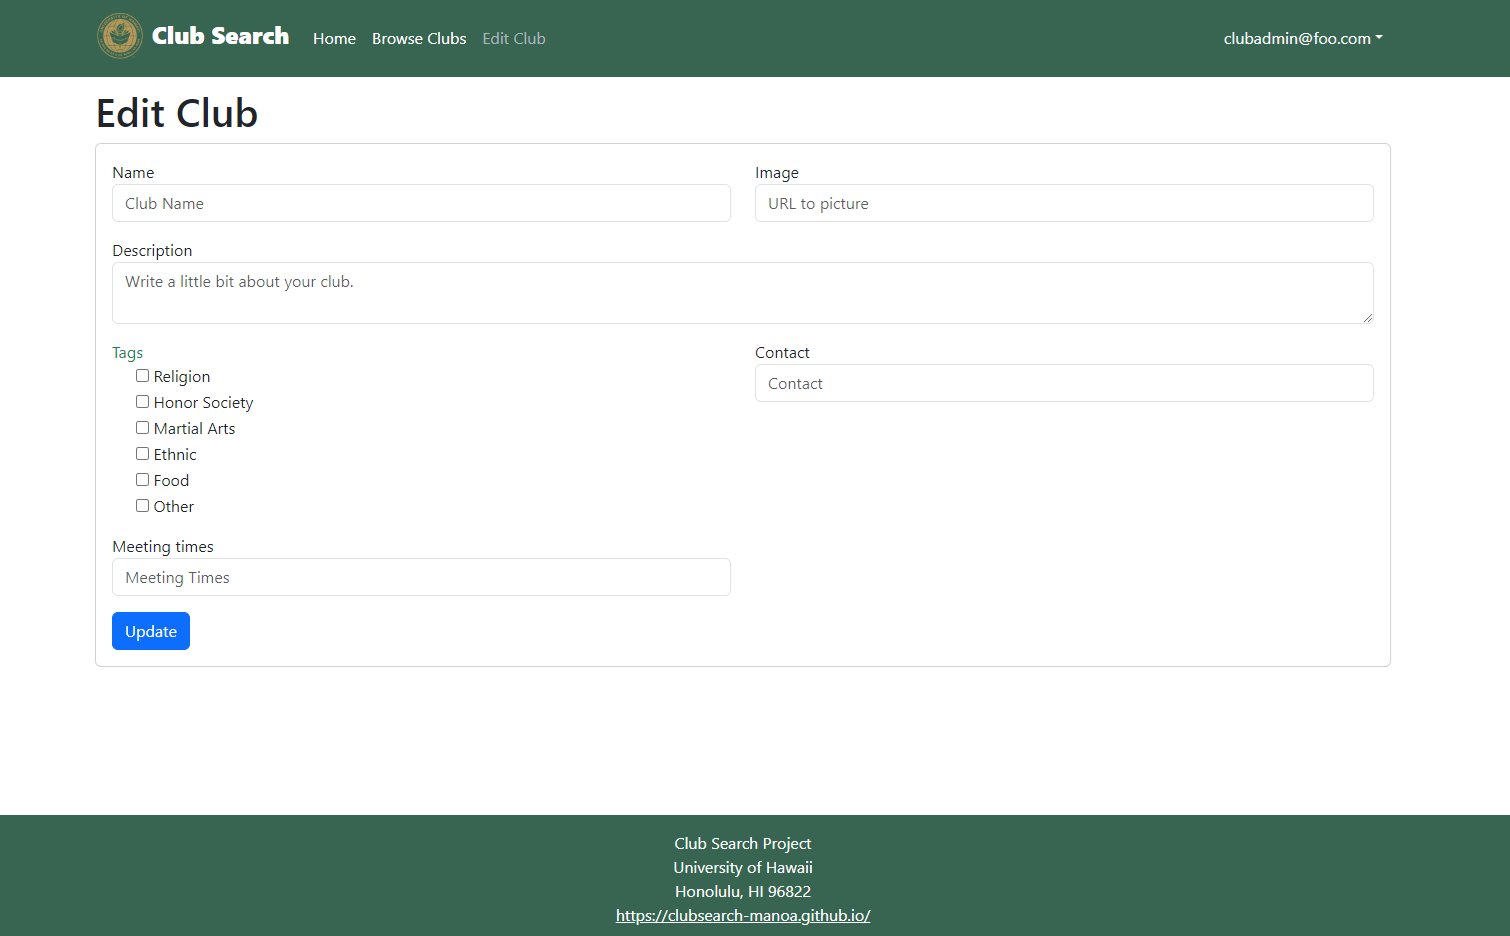 Club Search
Home
Browse Clubs
Edit Club
clubadmin@foo.com
Edit Club
Name
Image
Club Name
URL to picture
Description
Write a little bit about your club.
Tags
Contact
Religion
Contact
Honor Society
Martial Arts
Ethnic
Food
Other
Meeting times
Meeting Times
Update
Club Search Project
University of Hawaii
Honolulu, HI 96822
https://clubsearch-manoa.github.io/